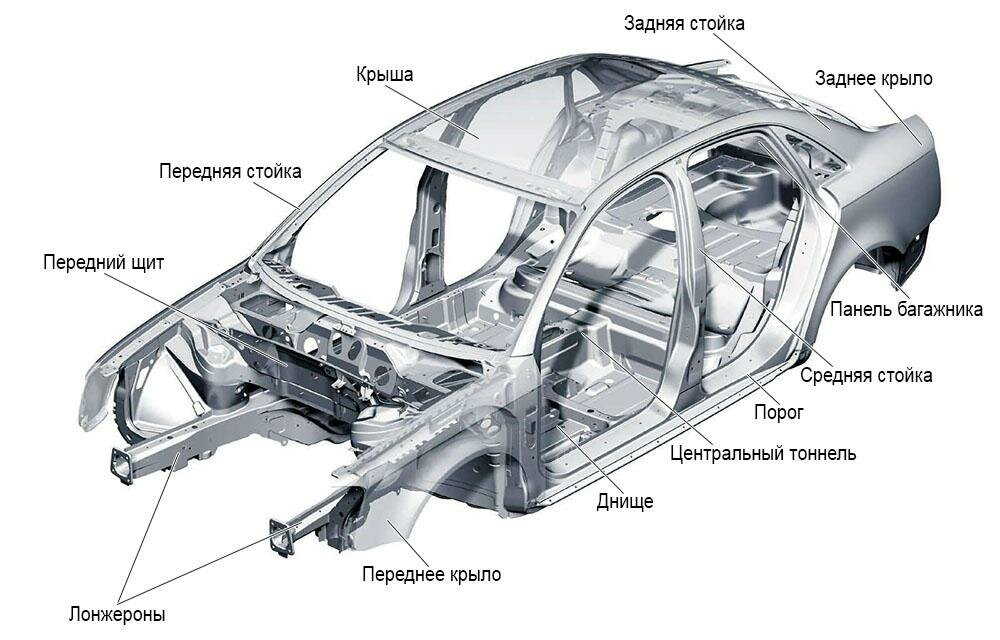 Задняя стойка
Крыша
Заднее крыло
Передняя стойка
Передний щит
Панель багажника
Средняя стойка
Порог
Центральный тоннель
Днище
Переднее крыло
Лонжероны